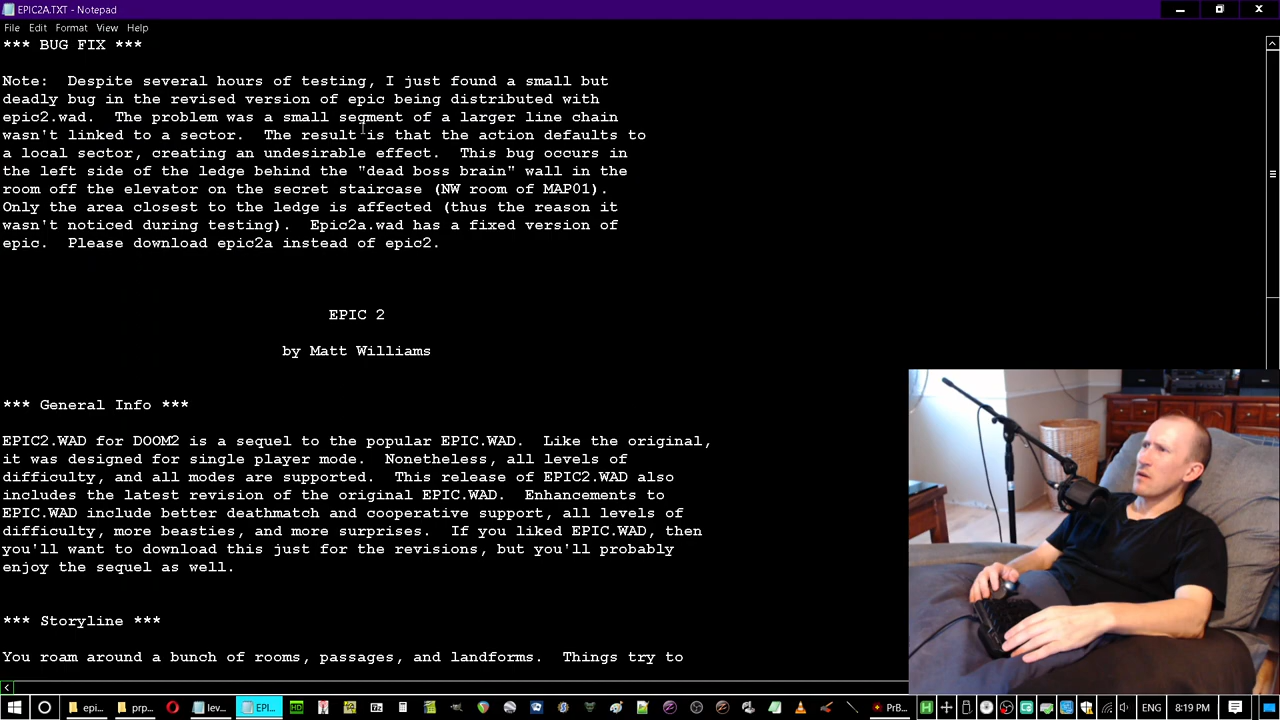 EPIC2A.TXT - Notepad
File Edit Format View Help
*** BUG FIX ***
Note: Despite several hours of testing, I just found a small but
deadly bug in the revised version of epic being distributed with
epic2.wad. The problem was a small segment of a larger line chain
wasn't linked to a sector. The result is that the action defaults to
a local sector, creating an undesirable effect. This bug occurs in
the left side of the ledge behind the "dead boss brain" wall in the
room off the elevator on the secret staircase (NW room of MAP01).
Only the area closest to the ledge is affected (thus the reason it
wasn't noticed during testing). Epic2a.wad has a fixed version of
epic. Please download epic2a instead of epic2.
EPIC 2
by Matt Williams
*** General Info ***
EPIC2.WAD for DOOM2 is a sequel to the popular EPIC.WAD. Like the original,
it was designed for single player mode. Nonetheless, all levels of
difficulty, and all modes are supported. This release of EPIC2.WAD also
includes the latest revision of the original EPIC.WAD. Enhancements to
EPIC.WAD include better deathmatch and cooperative support, all levels of
difficulty, more beasties, and more surprises. If you liked EPIC.WAD, then
you'll want to download this just for the revisions, but you'll probably
enjoy the sequel as well.
*** Storyline ***
You roam around a bunch of rooms, passages, and landforms. Things try to
epi... prp... lev... EPI... HD PrB... ENG 8:19 PM